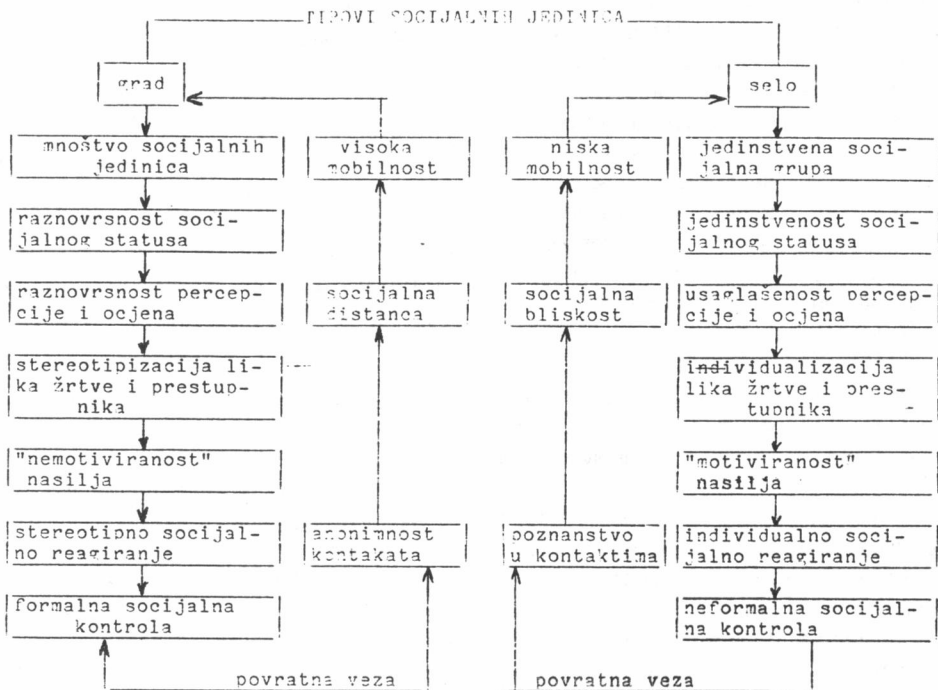 TIPOVI SOCIJALNIH JEDINICA
grad
selo
mnoštvo socijalnih
jedinica
visoka
mobilnost
niska
mobilnost
jedinstvena soci-
jalna grupa
raznovrsnost soci-
jalnog statusa
jedinstvenost soci-
jalnog statusa
raznovrsnost percep-
cije i ocjena
socijalna
distanca
socijalna
bliskost
usaglašenost percep-
cije i ocjena
stereotipizacija li-
ka žrtve i prestup-
nika
individualizacija
lika žrtve i pres-
tupnika
"nemotiviranost"
nasilja
"motiviranost"
nasilja
stereotipno socijal-
no reagiranje
anonimnost
kontakata
poznanstvo
u kontaktima
individualno soci-
jalno reagiranje
formalna socijalna
kontrola
neformalna socijal-
na kontrola
povratna veza
povratna veza